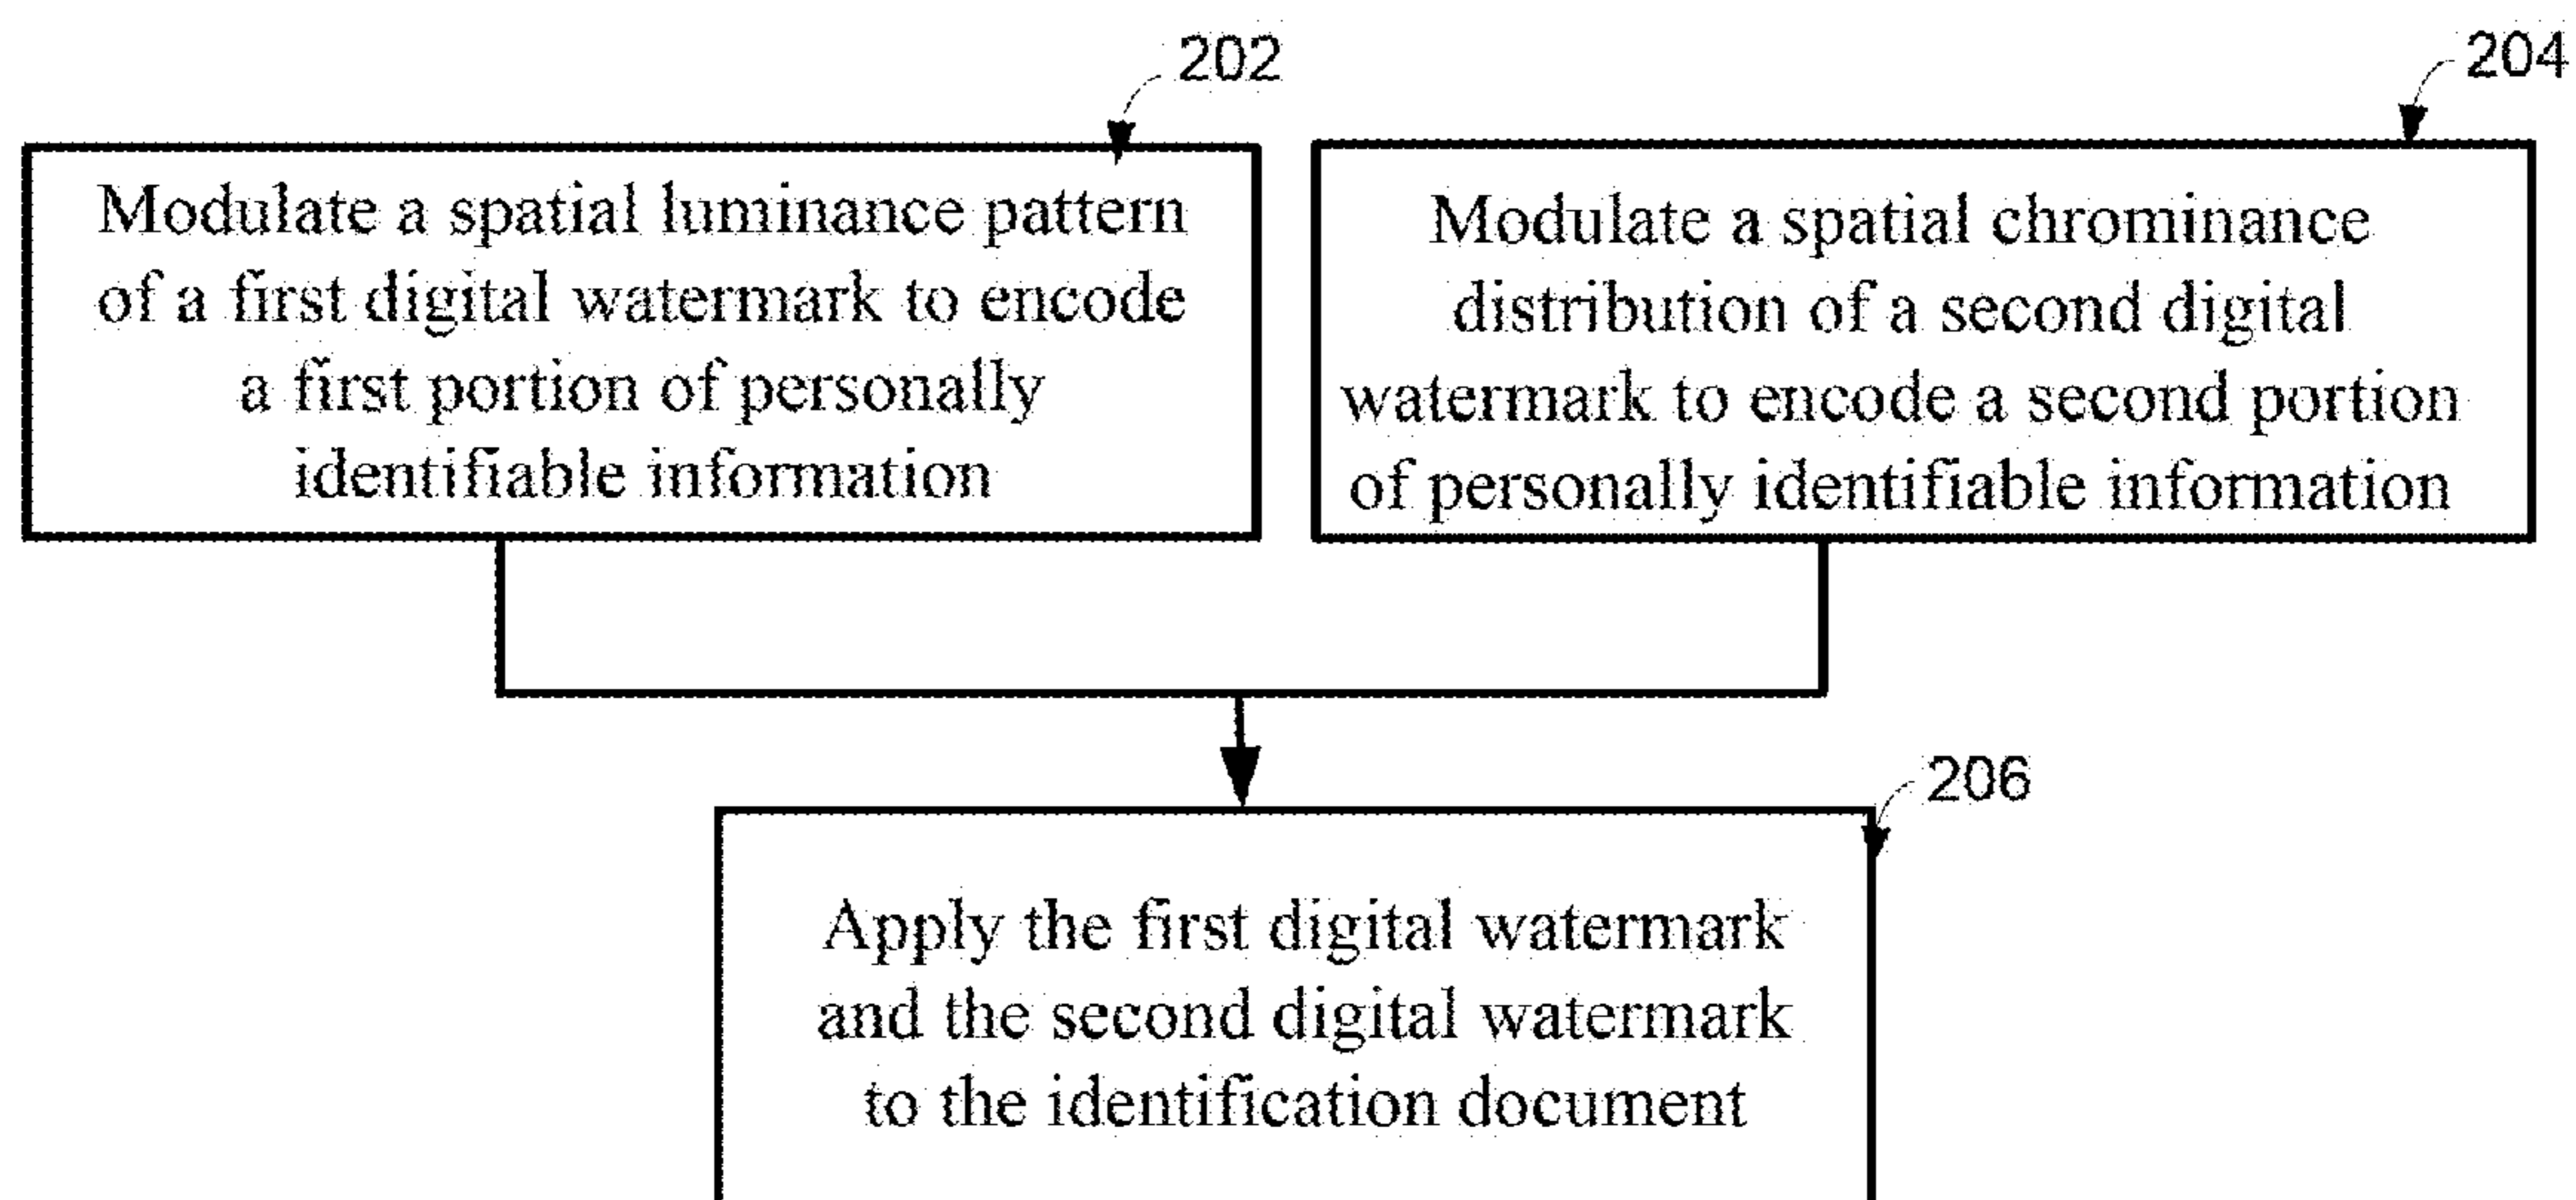 202
204
Modulate a spatial luminance pattern
of a first digital watermark to encode
a first portion of personally
identifiable information
Modulate a spatial chrominance
distribution of a second digital
watermark to encode a second portion
of personally identifiable information
206
Apply the first digital watermark
and the second digital watermark
to the identification document